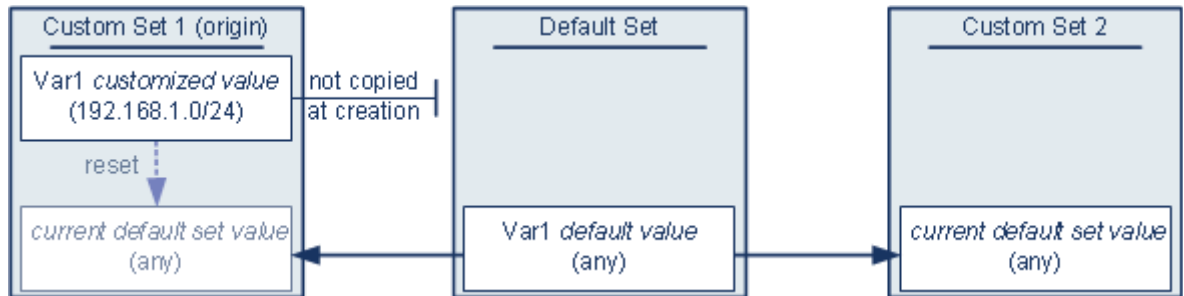 Custom Set 1 (origin)
Var1 customized value
(192.168.1.0/24)
reset
current default set value
(any)
not copied
at creation
Default Set
Var1 default value
(any)
Custom Set 2
current default set value
(any)